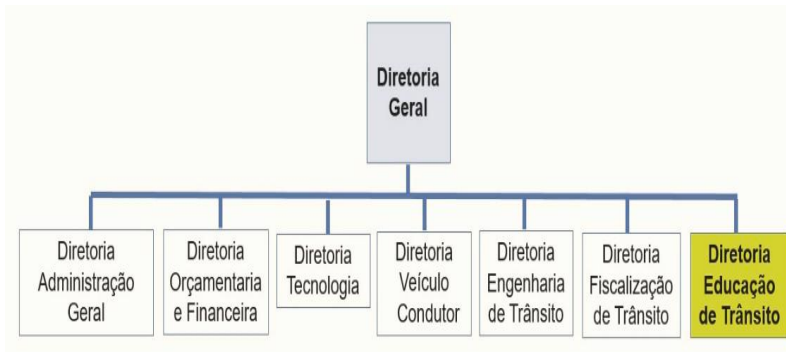 Diretoria
Geral
Diretoria
Administração
Geral
Diretoria
Orçamentaria
e Financeira
Diretoria
Tecnologia
Diretoria
Veículo
Condutor
Diretoria
Engenharia
de Trânsito
Diretoria
Fiscalização
de Trânsito
Diretoria
Educação
de Trânsito